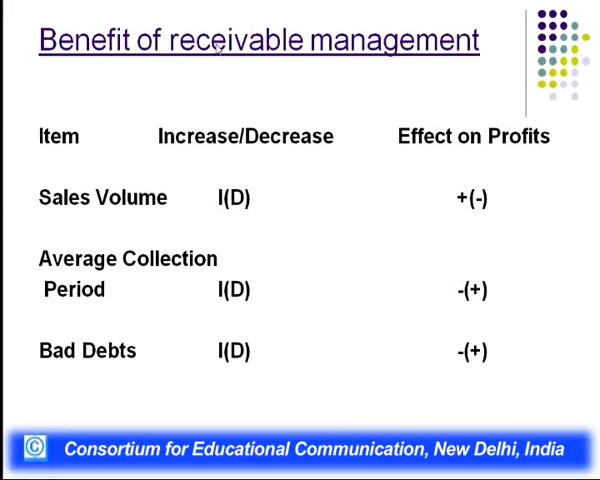 Benefit of receivable management
Item Increase/Decrease Effect on Profits
Sales Volume I(D) +(-)
Average Collection
Period I(D) -(+)
Bad Debts I(D) -(+)
© Consortium for Educational Communication, New Delhi, India